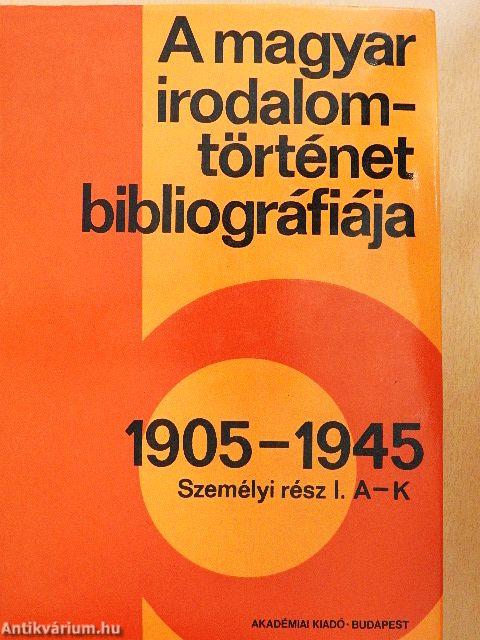 A magyar
irodalom-
történet
bibliográfiája
1905-1945
Személyi rész I. A-K
AKADÉMIAI KIADÓ · BUDAPEST
Antikvárium.hu